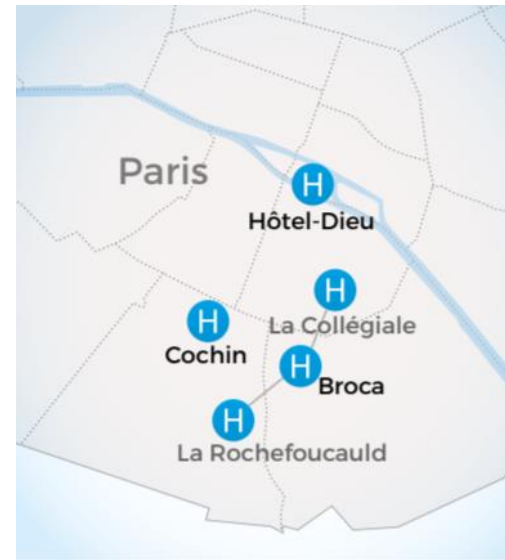 Paris
H
Hôtel-Dieu
H
La Collégiale
H
Cochin
H
Broca
H
La Rochefoucauld